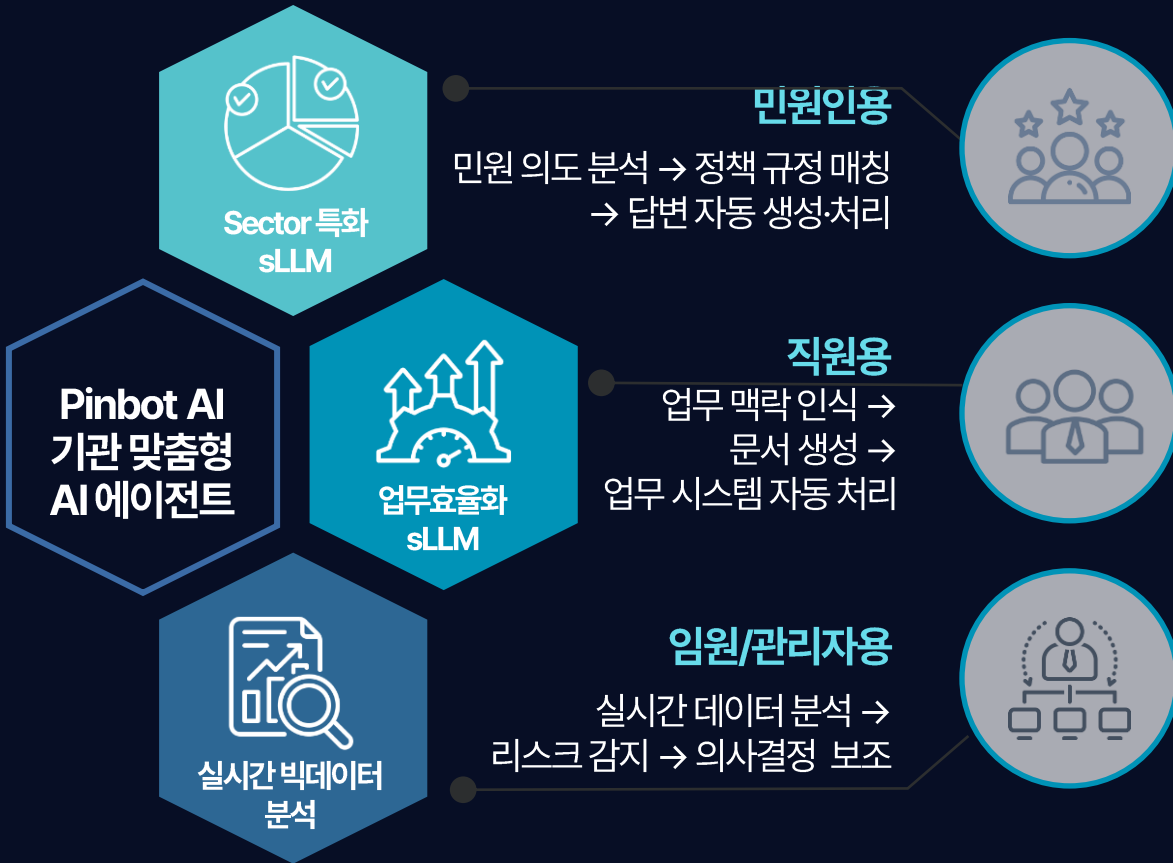 Sector 특화
sLLM
민원인용
민원 의도 분석 → 정책 규정 매칭
→ 답변 자동 생성·처리
Pinbot AI
기관 맞춤형
AI 에이전트
업무효율화
sLLM
직원용
업무 맥락 인식 →
문서 생성 →
업무 시스템 자동 처리
실시간 빅데이터
분석
임원/관리자용
실시간 데이터 분석 →
리스크 감지 → 의사결정 보조